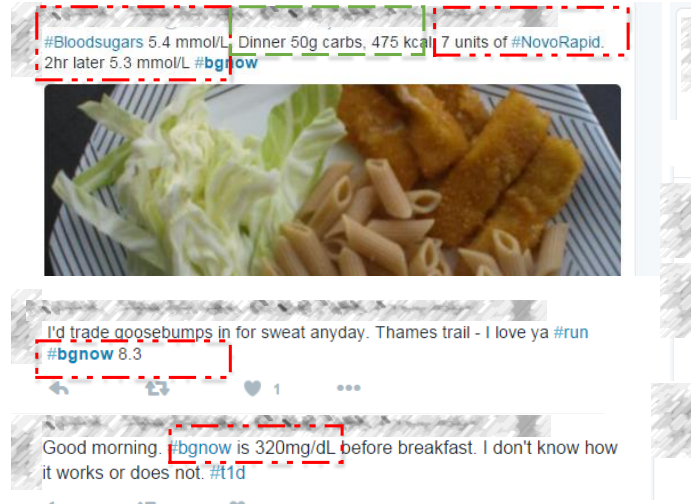 #Bloodsugars 5.4 mmol/L. Dinner 50g carbs, 475 kcal 7 units of #NovoRapid.
2hr later 5.3 mmol/L #bgnow
I'd trade goosebumps in for sweat anyday. Thames trail - I love ya #run
#bgnow 8.3
1
Good morning. #bgnow is 320mg/dL before breakfast. I don't know how
it works or does not. #t1d